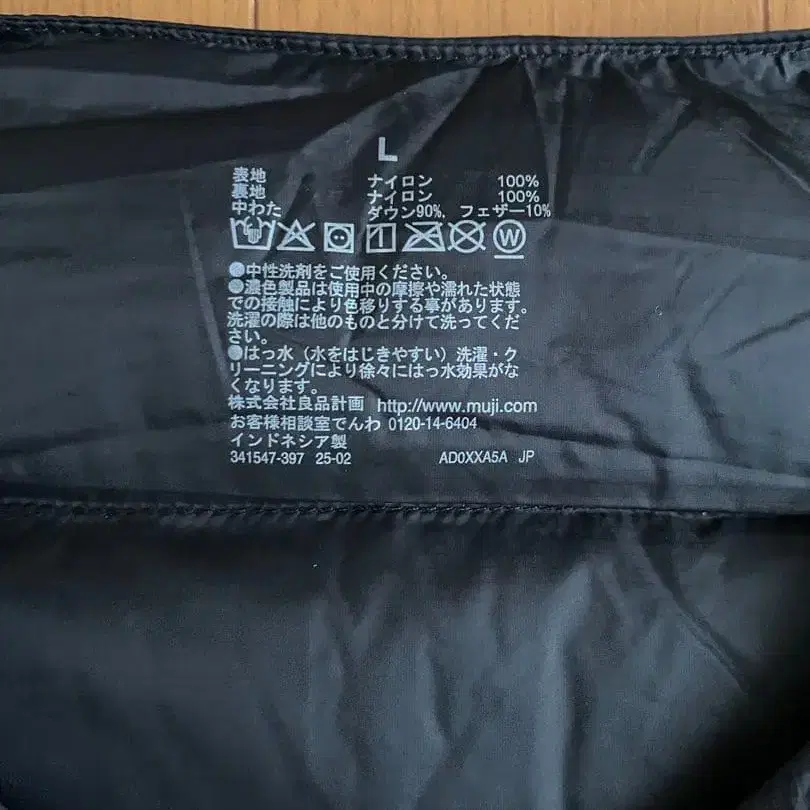 L
表地 ナイロン 100%
裏地 ナイロン 100%
中わた ダウン90%, フェザー10%
W
●中性洗剤をご使用ください。
●濃色製品は使用中の摩擦や濡れた状態
での接触により色移りする事があります。
洗濯の際は他のものと分けて洗ってくだ
さい。
●はっ水（水をはじきやすい）洗濯・ク
リーニングにより徐々にはっ水効果がな
くなります。
株式会社良品計画 http://www.muji.com
お客様相談室でんわ 0120-14-6404
インドネシア製
341547-397 25-02 AD0XXA5A JP